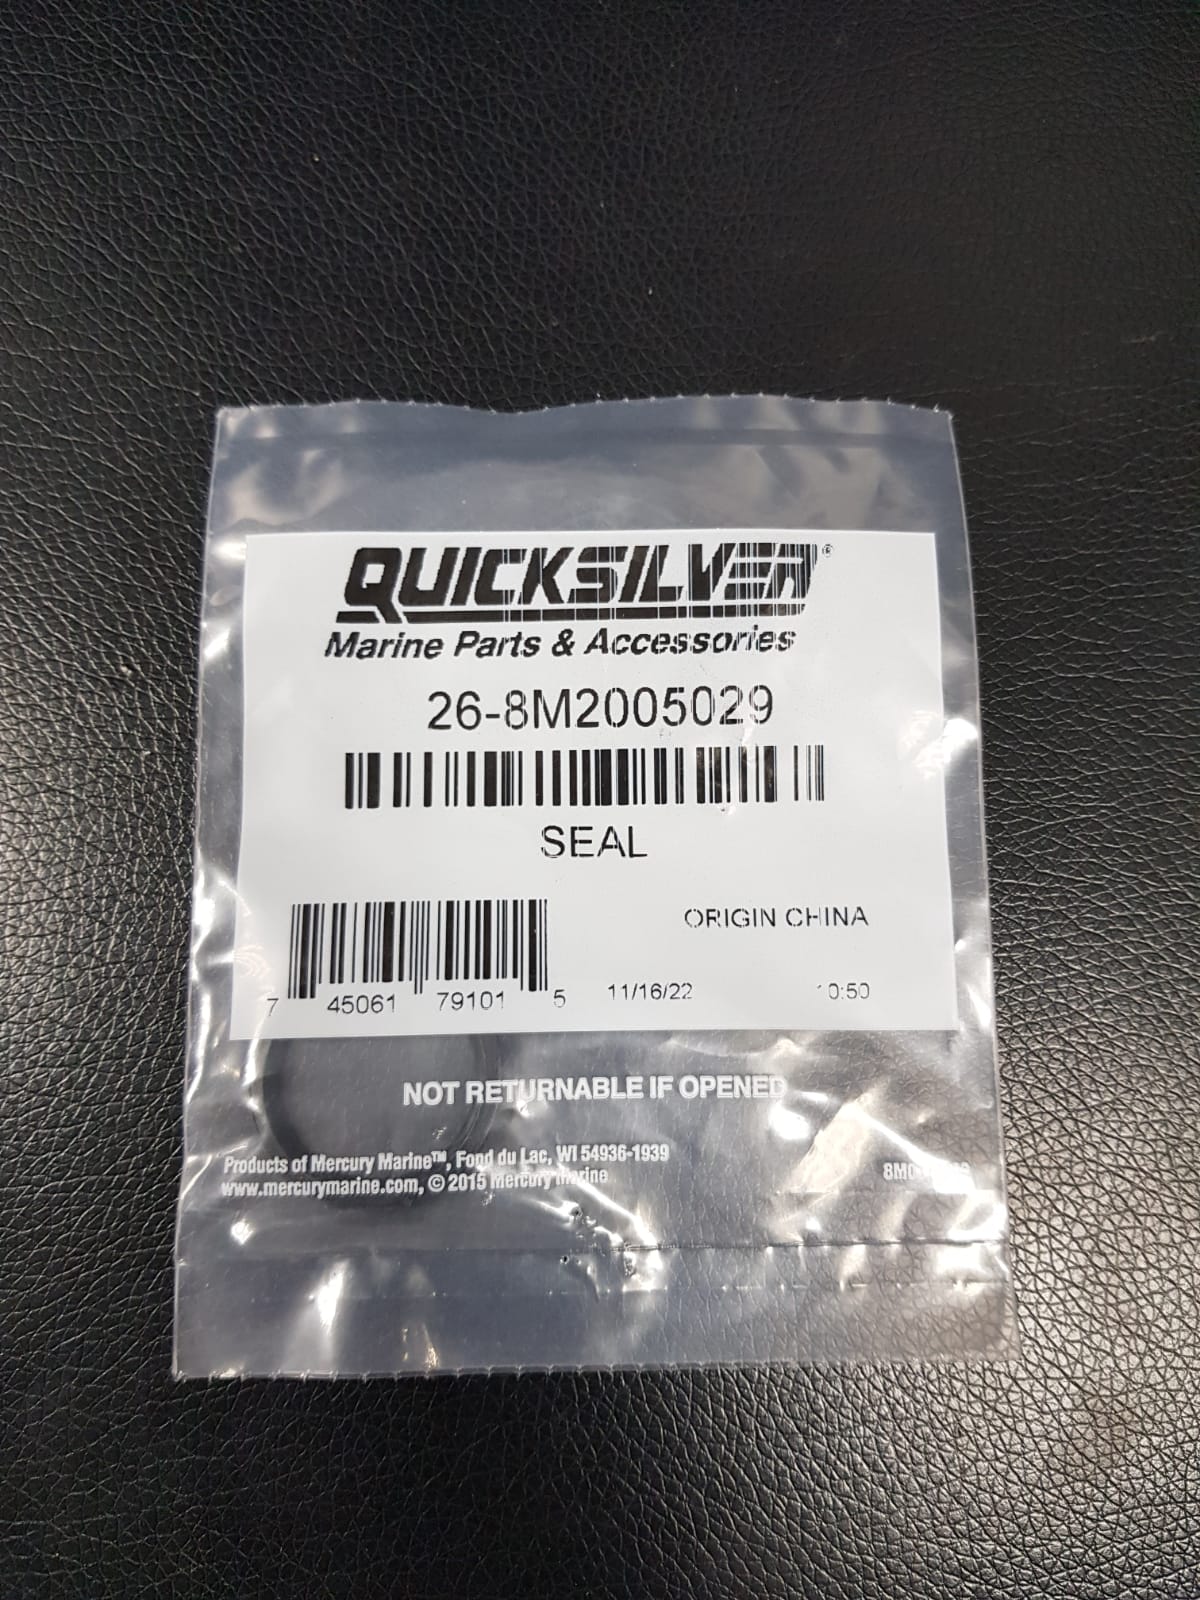 QUICKSILVER®
Marine Parts & Accessories
26-8M2005029
SEAL
ORIGIN CHINA
7 45061 79101 5
11/16/22 10:50
NOT RETURNABLE IF OPENED
Products of Mercury Marine™, Fond du Lac, WI 54936-1939
www.mercurymarine.com, © 2015 Mercury Marine